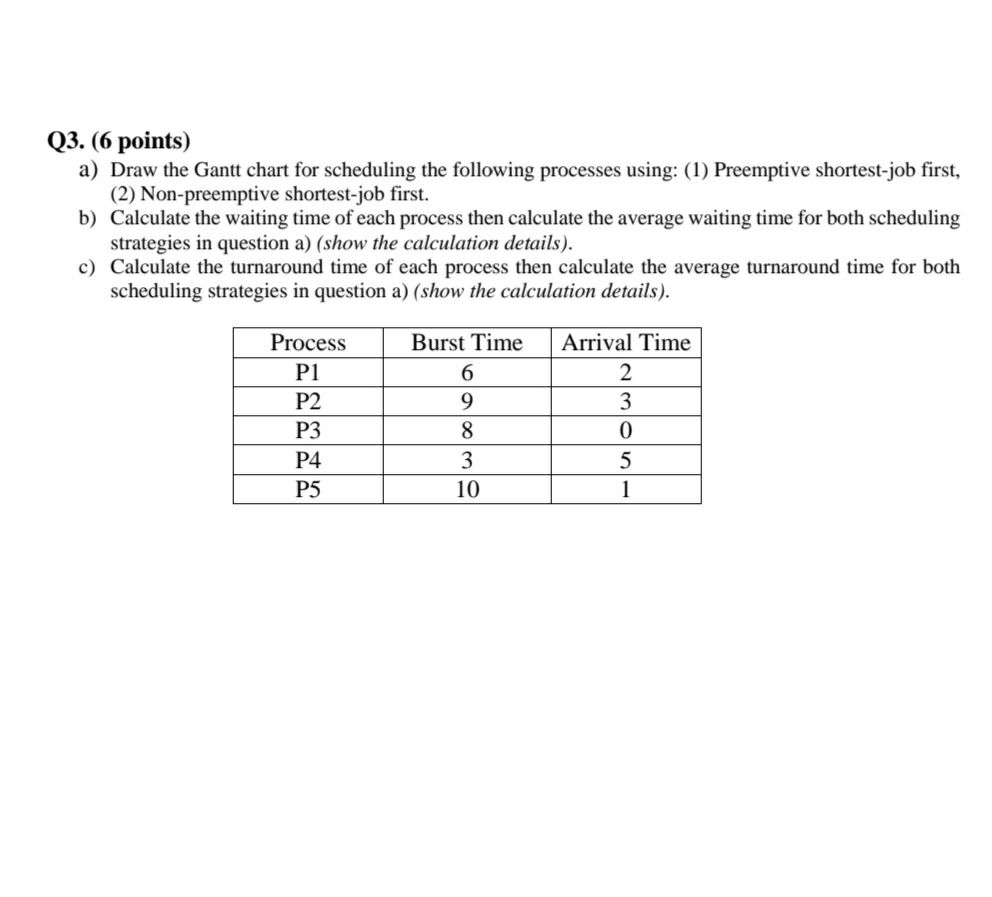 Q3. (6 points)
a) Draw the Gantt chart for scheduling the following processes using: (1) Preemptive shortest-job first,
(2) Non-preemptive shortest-job first.
b) Calculate the waiting time of each process then calculate the average waiting time for both scheduling
strategies in question a) (show the calculation details).
c) Calculate the turnaround time of each process then calculate the average turnaround time for both
scheduling strategies in question a) (show the calculation details).
Process Burst Time Arrival Time
P1 6 2
P2 9 3
P3 8 0
P4 3 5
P5 10 1